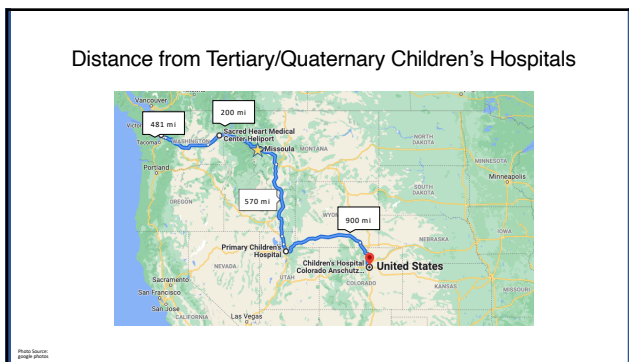 Distance from Tertiary/Quaternary Children's Hospitals
Vancouver
200 mi
481 mi
Sacred Heart Medical
Center Heliport
Tacoma
WASHINGTON
Missoula
MONTANA
NORTH
DAKOTA
MINNESOTA
Portland
Minneapolis
SOUTH
DAKOTA
OREGON
570 mi
900 mi
NEBRASKA
IOWA
Primary Children's
Hospital
Children's Hospital
Colorado Anschutz...
United States
NEVADA
UTAH
COLORADO
Sacramento
San Francisco
KANSAS
MISSOURI
San Jose
CALIFORNIA
Las Vegas
Photo Source:
google photos